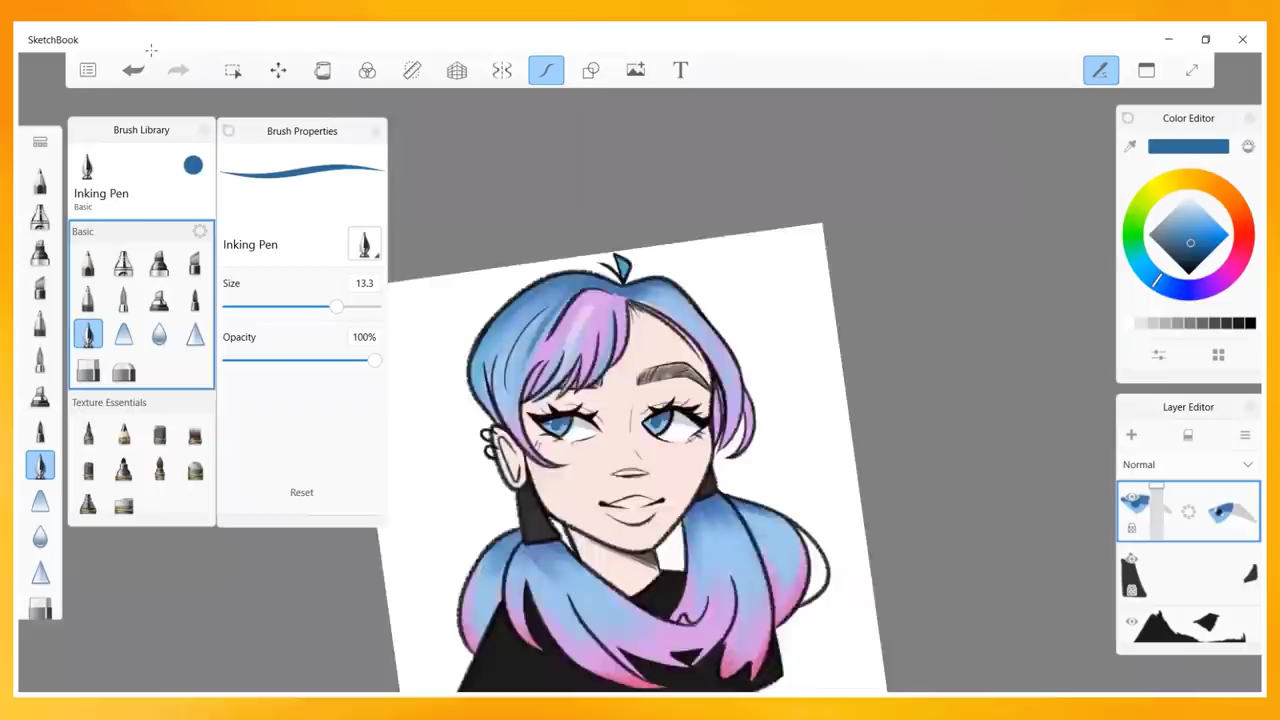 SketchBook
T
Brush Library
Brush Properties
Color Editor
Inking Pen
Basic
Basic
Inking Pen
Size
13.3
Opacity
100%
Texture Essentials
Reset
Layer Editor
Normal